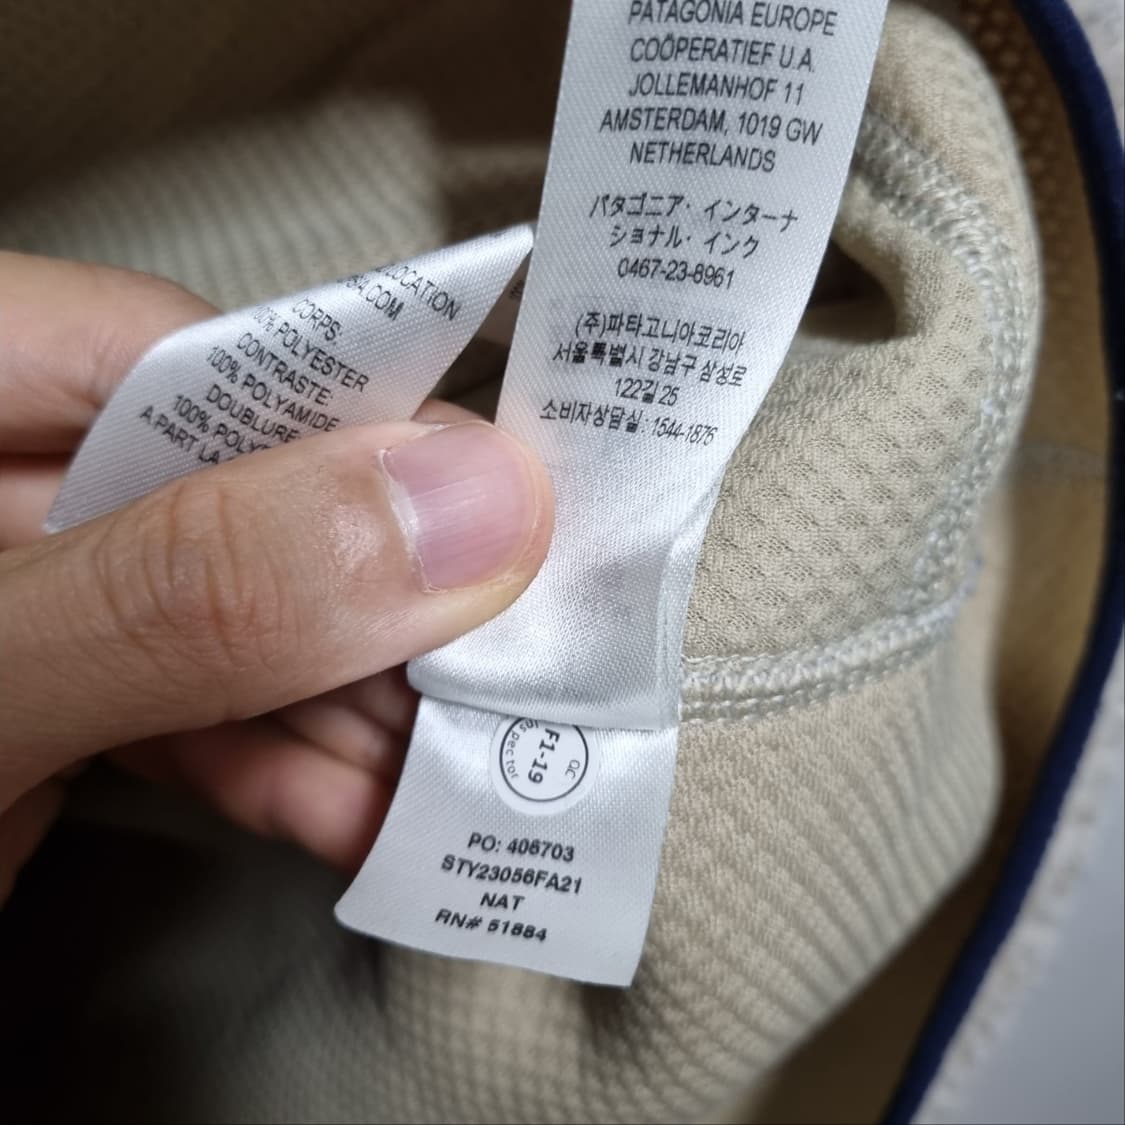 PATAGONIA EUROPE
COÖPERATIEF U.A.
JOLLEMANHOF 11
AMSTERDAM, 1019 GW
NETHERLANDS
パタゴニア・インターナ
ショナル・インク
0467-23-8961
(주)파타고니아코리아
서울특별시 강남구 삼성로
122길 25
소비자상담실 : 1544-1876
LOCATION
CORPS:
POLYESTER
CONTRASTE:
100% POLYAMIDE
DOUBLURE
100%
A PART
QC
F1-19
PO: 406703
STY23056FA21
NAT
RN# 51884